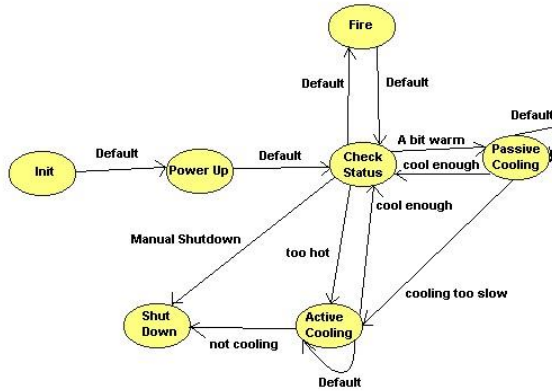 Fire
Default
Default
Default
A bit warm
Default
Default
Check
Status
Passive
Cooling
Init
Power Up
cool enough
cool enough
Manual Shutdown
too hot
cooling too slow
Shut
Down
Active
Cooling
not cooling
Default